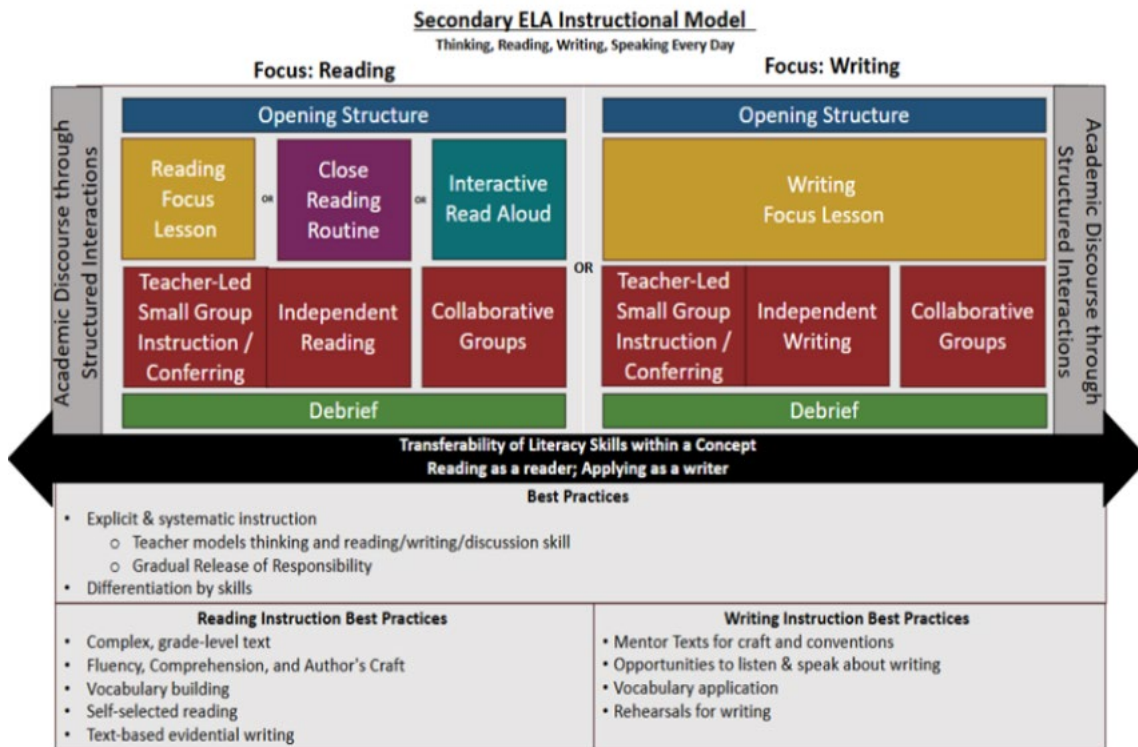 Secondary ELA Instructional Model
Thinking, Reading, Writing, Speaking Every Day
Focus: Reading
Focus: Writing
Academic Discourse through
Structured Interactions
Opening Structure
Reading
Focus
Lesson
OR
Close
Reading
Routine
OR
Interactive
Read Aloud
Teacher-Led
Small Group
Instruction /
Conferring
Independent
Reading
Collaborative
Groups
Debrief
OR
Opening Structure
Writing
Focus Lesson
Teacher-Led
Small Group
Instruction /
Conferring
Independent
Writing
Collaborative
Groups
Debrief
Academic Discourse through
Structured Interactions
Transferability of Literacy Skills within a Concept
Reading as a reader; Applying as a writer
Best Practices
• Explicit & systematic instruction
o Teacher models thinking and reading/writing/discussion skill
o Gradual Release of Responsibility
• Differentiation by skills
Reading Instruction Best Practices
• Complex, grade-level text
• Fluency, Comprehension, and Author's Craft
• Vocabulary building
• Self-selected reading
• Text-based evidential writing
Writing Instruction Best Practices
• Mentor Texts for craft and conventions
• Opportunities to listen & speak about writing
• Vocabulary application
• Rehearsals for writing